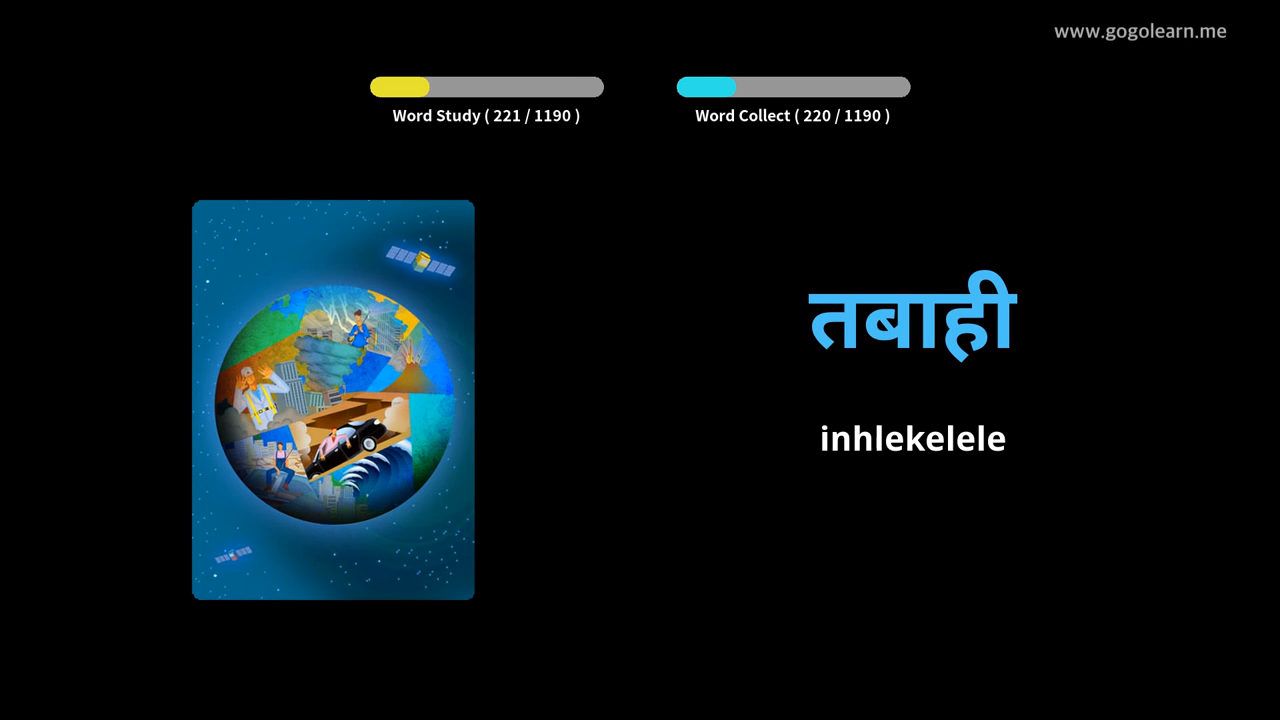 www.gogolearn.me
Word Study ( 221 / 1190 )
Word Collect ( 220 / 1190 )
तबाही
inhlekelele